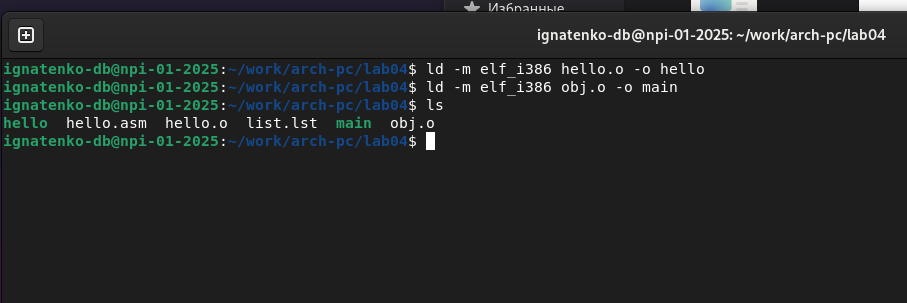 Избранные
ignatenko-db@npi-01-2025: ~/work/arch-pc/lab04
ignatenko-db@npi-01-2025:~/work/arch-pc/lab04$ ld -m elf_i386 hello.o -o hello
ignatenko-db@npi-01-2025:~/work/arch-pc/lab04$ ld -m elf_i386 obj.o -o main
ignatenko-db@npi-01-2025:~/work/arch-pc/lab04$ ls
hello  hello.asm  hello.o  list.lst  main  obj.o
ignatenko-db@npi-01-2025:~/work/arch-pc/lab04$